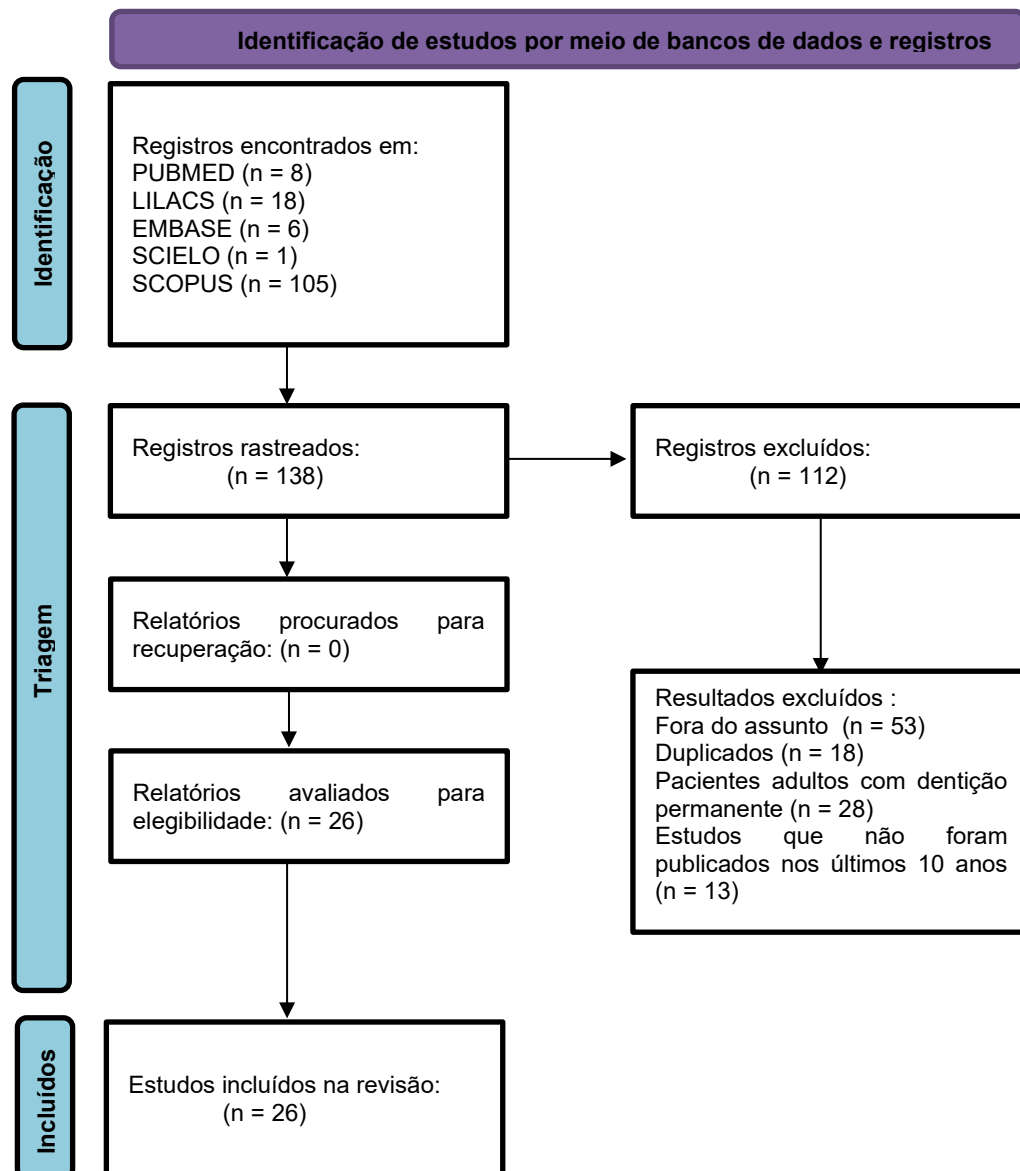 Identificação de estudos por meio de bancos de dados e registros
Identificação
Registros encontrados em:
PUBMED (n = 8)
LILACS (n = 18)
EMBASE (n = 6)
SCIELO (n = 1)
SCOPUS (n = 105)
Triagem
Registros rastreados:
(n = 138)
Registros excluídos:
(n = 112)
Relatórios procurados para
recuperação: (n = 0)
Resultados excluídos :
Fora do assunto (n = 53)
Duplicados (n = 18)
Pacientes adultos com dentição
permanente (n = 28)
Estudos que não foram
publicados nos últimos 10 anos
(n = 13)
Relatórios avaliados para
elegibilidade: (n = 26)
Incluídos
Estudos incluídos na revisão:
(n = 26)